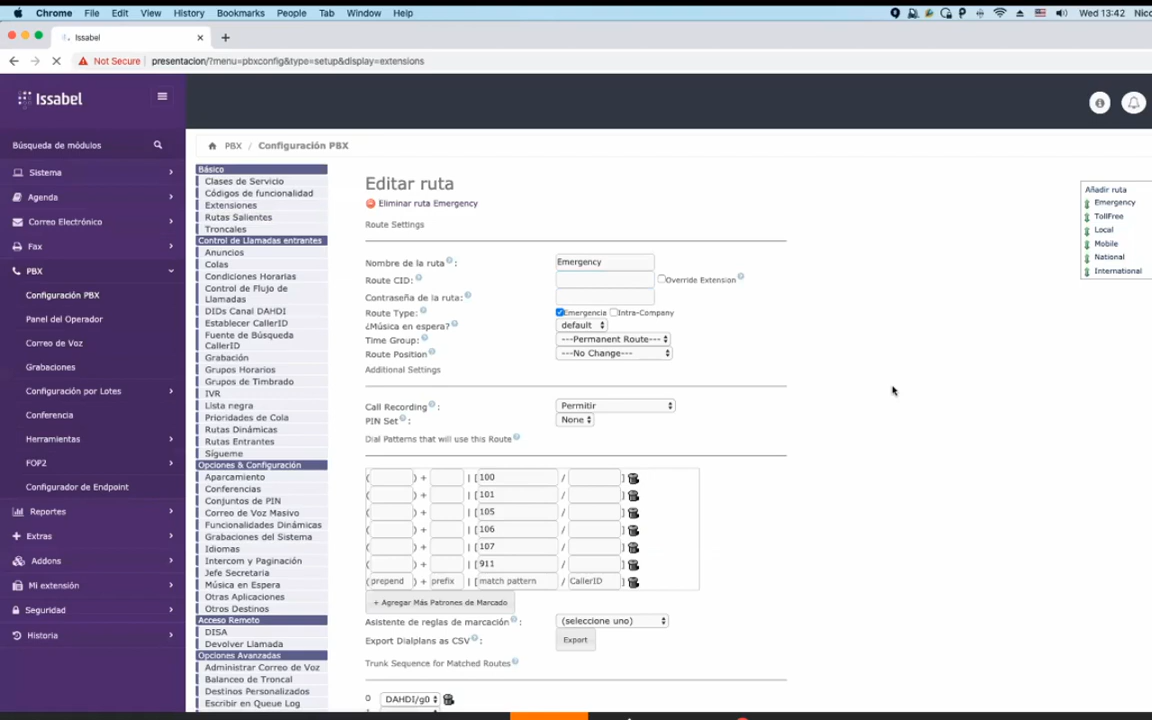 Chrome File Edit View History Bookmarks People Tab Window Help Wed 13:42 Nico
Issabel
Not Secure presentacion/?menu=pbxconfig&type=setup&display=extensions
Issabel
Búsqueda de módulos
Sistema
Agenda
Correo Electrónico
Fax
PBX
Configuración PBX
Panel del Operador
Correo de Voz
Grabaciones
Configuración por Lotes
Conferencia
Herramientas
FOP2
Configurador de Endpoint
Reportes
Extras
Addons
Mi extensión
Seguridad
Historia
PBX / Configuración PBX
Básico
Clases de Servicio
Códigos de funcionalidad
Extensiones
Rutas Salientes
Troncales
Control de Llamadas entrantes
Anuncios
Colas
Condiciones Horarias
Control de Flujo de
Llamadas
DIDs Canal DAHDI
Establecer CallerID
Fuente de Búsqueda
CallerID
Grabación
Grupos Horarios
Grupos de Timbrado
IVR
Lista negra
Prioridades de Cola
Rutas Dinámicas
Rutas Entrantes
Sígueme
Opciones & Configuración
Aparcamiento
Conferencias
Conjuntos de PIN
Correo de Voz Masivo
Funcionalidades Dinámicas
Grabaciones del Sistema
Idiomas
Intercom y Paginación
Jefe Secretaria
Música en Espera
Otras Aplicaciones
Otros Destinos
Acceso Remoto
DISA
Devolver Llamada
Opciones Avanzadas
Administrar Correo de Voz
Balanceo de Troncal
Destinos Personalizados
Escribir en Queue Log
Editar ruta
Eliminar ruta Emergency
Route Settings
Nombre de la ruta : Emergency
Route CID: Override Extension
Contraseña de la ruta:
Route Type: Emergencia Intra-Company
¿Música en espera? default
Time Group: ---Permanent Route---
Route Position ---No Change---
Additional Settings
Call Recording : Permitir
PIN Set : None
Dial Patterns that will use this Route
( ) + | [ 100 / ]
( ) + | [ 101 / ]
( ) + | [ 105 / ]
( ) + | [ 106 / ]
( ) + | [ 107 / ]
( ) + | [ 911 / ]
( prepend ) + prefix | [ match pattern / CallerID ]
+ Agregar Más Patrones de Marcado
Asistente de reglas de marcación : (seleccione uno)
Export Dialplans as CSV : Export
Trunk Sequence for Matched Routes
0 DAHDI/g0
Añadir ruta
Emergency
TollFree
Local
Mobile
National
International